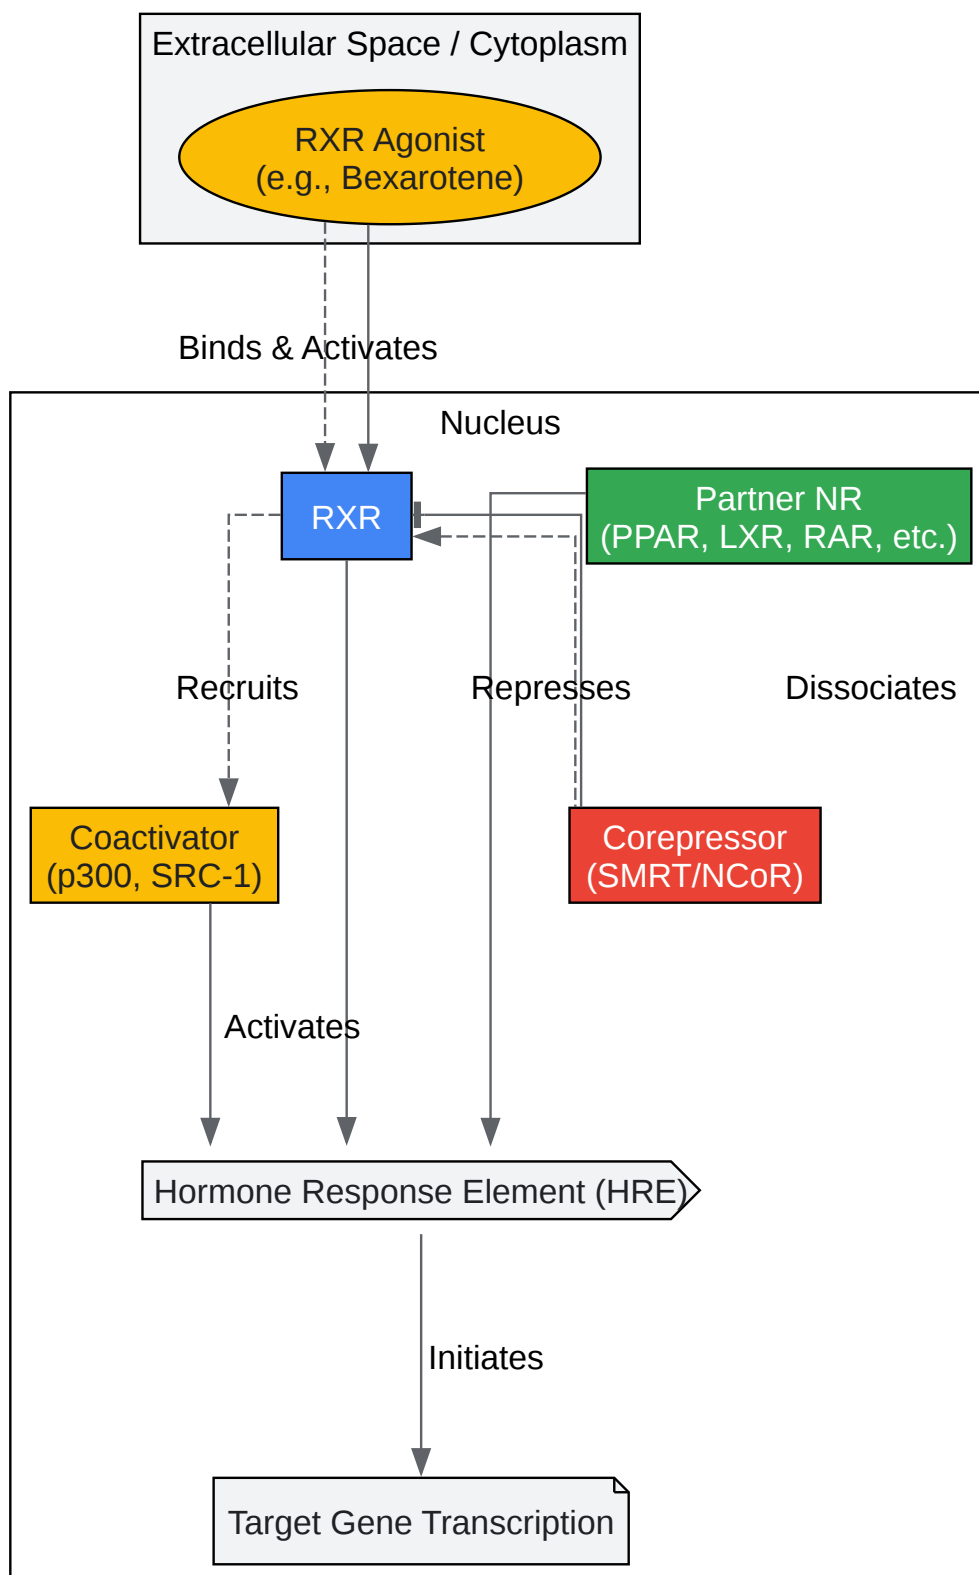 Extracellular Space / Cytoplasm
RXR Agonist
(e.g., Bexarotene)
Binds & Activates
Nucleus
RXR
Partner NR
(PPAR, LXR, RAR, etc.)
Recruits
Represses
Dissociates
Coactivator
(p300, SRC-1)
Corepressor
(SMRT/NCoR)
Activates
Hormone Response Element (HRE)
Initiates
Target Gene Transcription